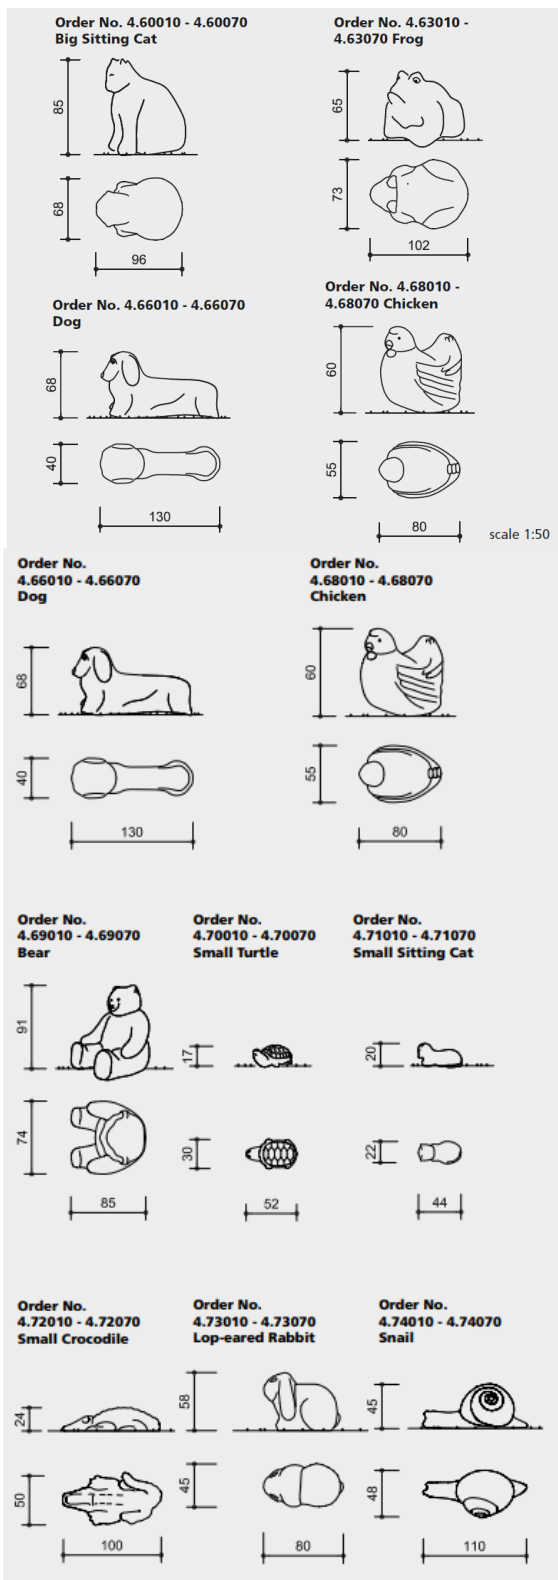 Order No. 4.60010 - 4.60070
Big Sitting Cat
85
68
96
Order No. 4.63010 -
4.63070 Frog
65
73
102
Order No. 4.66010 - 4.66070
Dog
68
40
130
Order No. 4.68010 -
4.68070 Chicken
60
55
80
scale 1:50
Order No.
4.66010 - 4.66070
Dog
68
40
130
Order No.
4.68010 - 4.68070
Chicken
60
55
80
Order No.
4.69010 - 4.69070
Bear
91
74
85
Order No.
4.70010 - 4.70070
Small Turtle
17
30
52
Order No.
4.71010 - 4.71070
Small Sitting Cat
20
22
44
Order No.
4.72010 - 4.72070
Small Crocodile
24
50
100
Order No.
4.73010 - 4.73070
Lop-eared Rabbit
58
45
80
Order No.
4.74010 - 4.74070
Snail
45
48
110